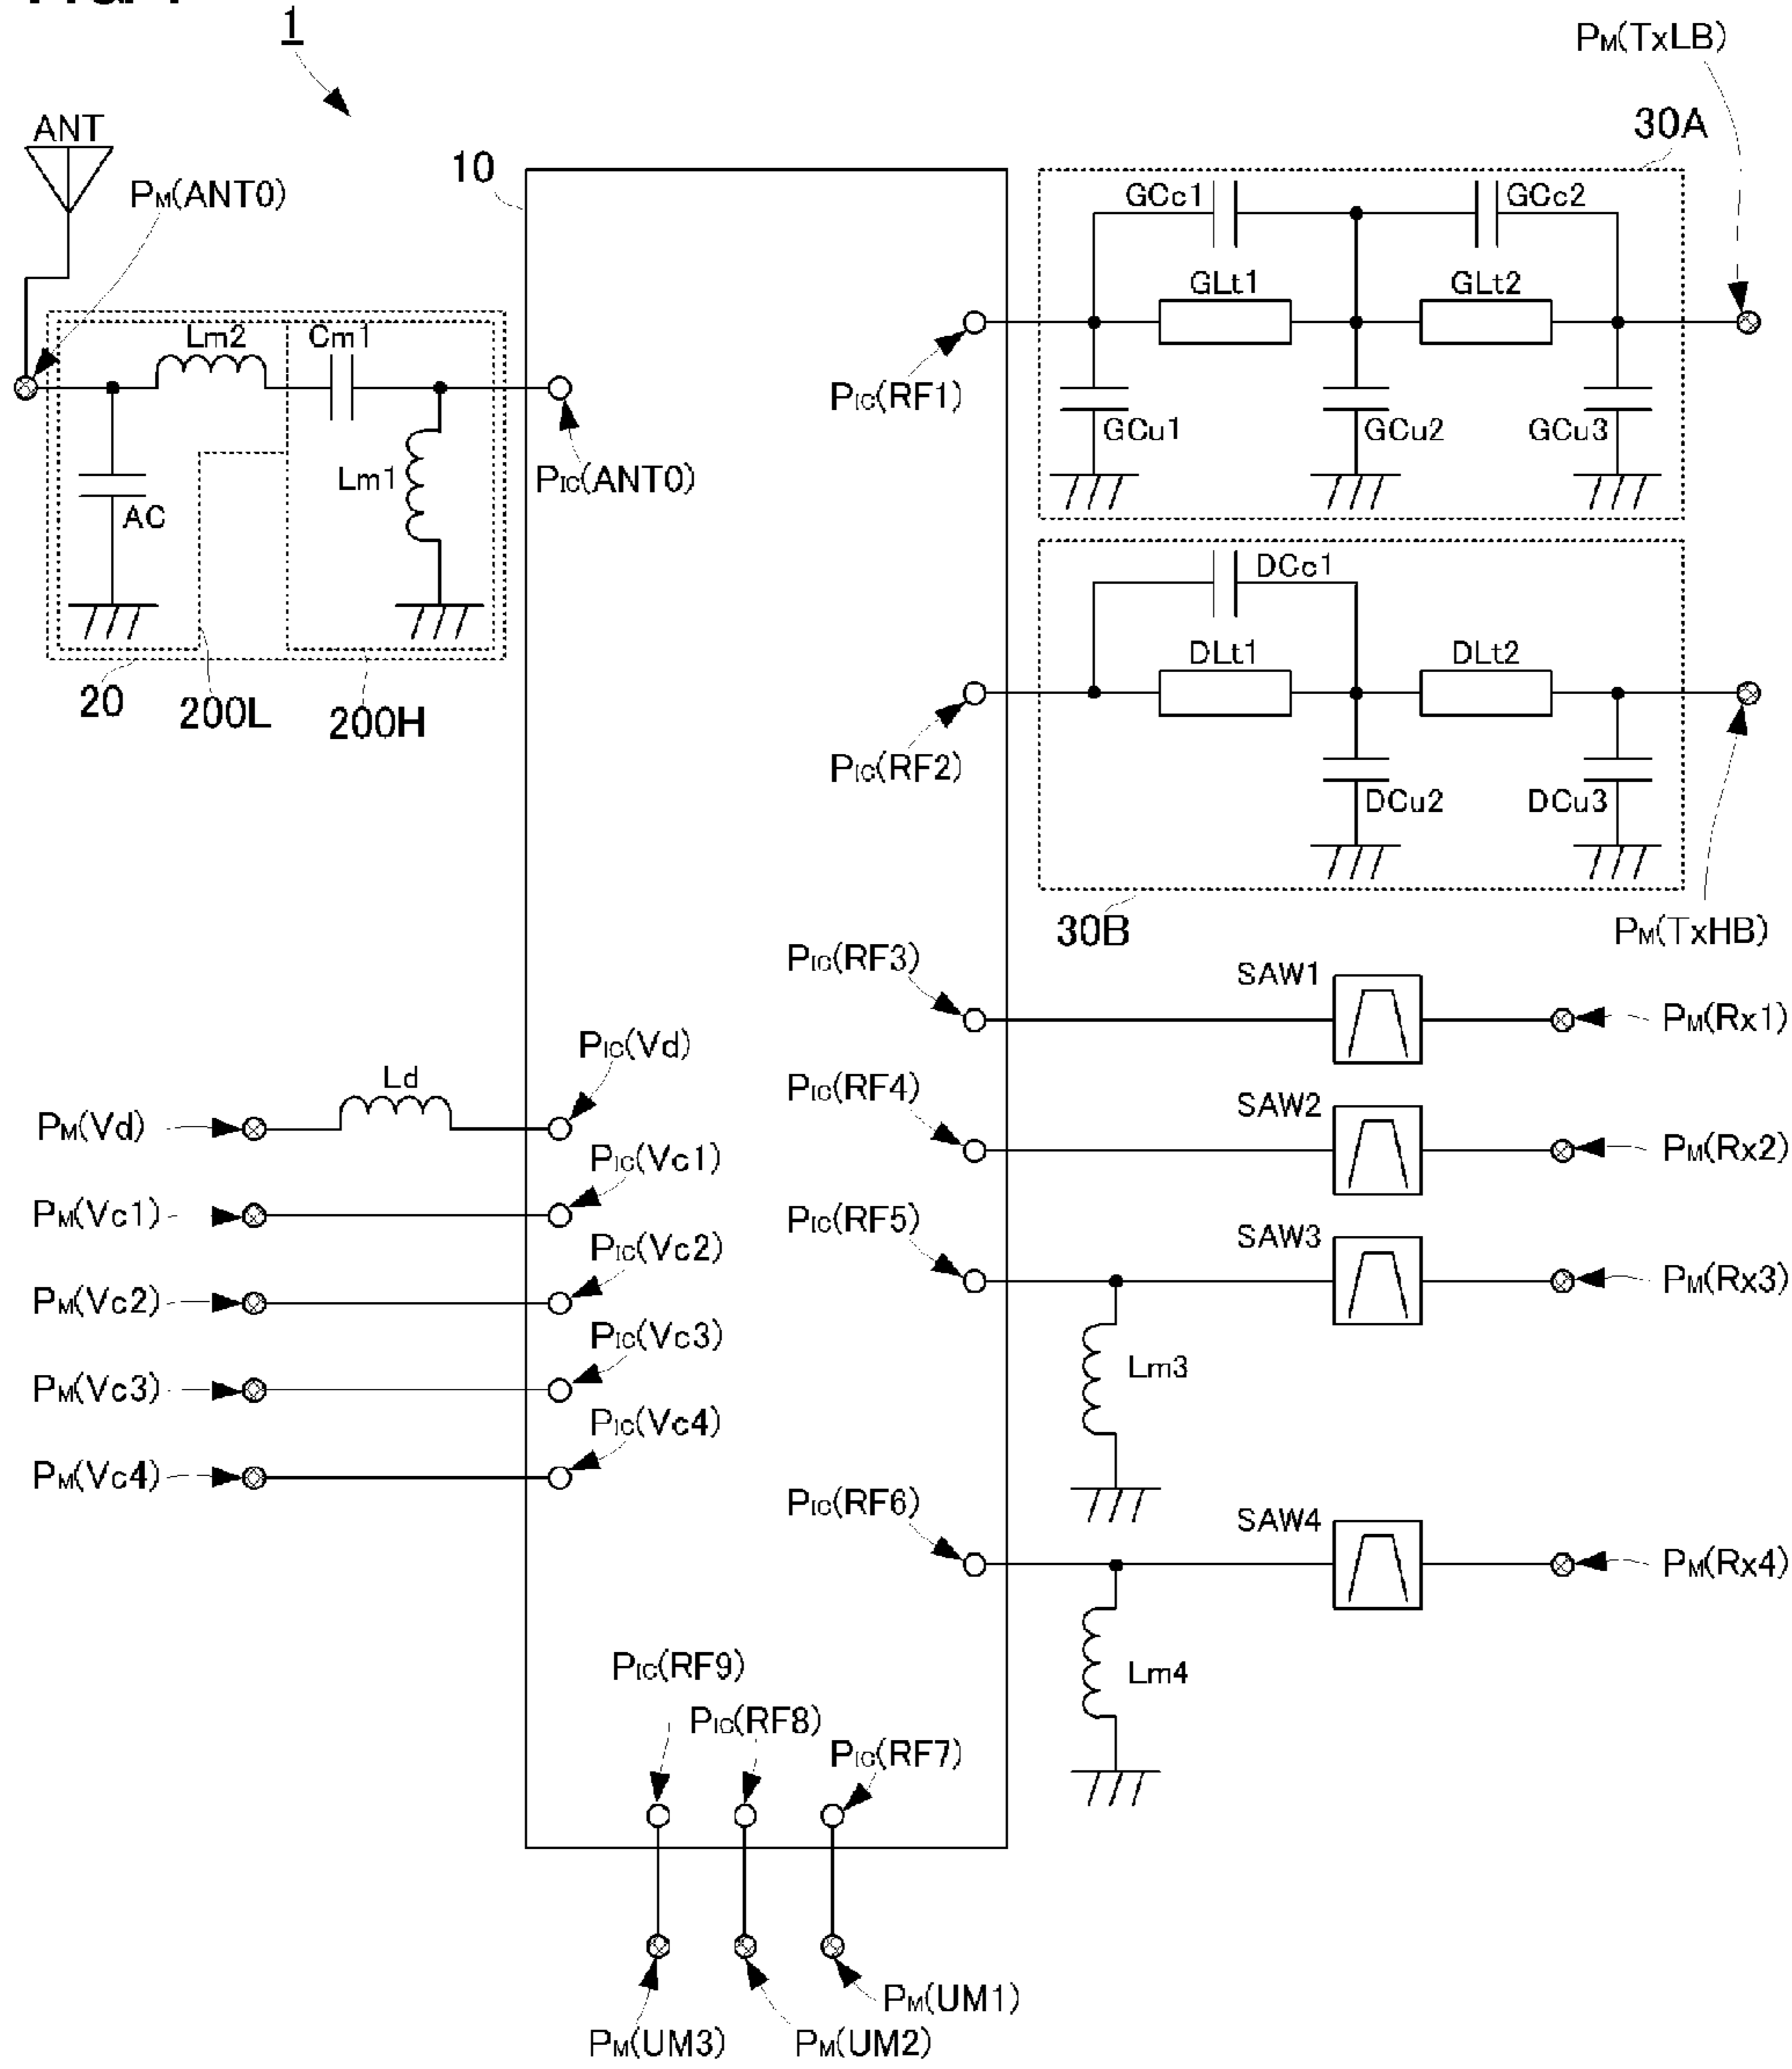 1
PM(TxLB)
30A
ANT
PM(ANT0)
10
GCc1
GCc2
GLt1
GLt2
Lm2
Cm1
PIC(RF1)
GCu1
GCu2
GCu3
Lm1
PIC(ANT0)
AC
DCc1
DLt1
DLt2
20
200L
200H
PIC(RF2)
DCu2
DCu3
30B
PM(TxHB)
PIC(RF3)
SAW1
PM(Rx1)
PIC(Vd)
Ld
PIC(RF4)
SAW2
PM(Vd)
PM(Rx2)
PIC(Vc1)
PM(Vc1)
PIC(RF5)
SAW3
PIC(Vc2)
PM(Rx3)
PM(Vc2)
PIC(Vc3)
Lm3
PM(Vc3)
PIC(Vc4)
PM(Vc4)
PIC(RF6)
SAW4
PM(Rx4)
PIC(RF9)
Lm4
PIC(RF8)
PIC(RF7)
PM(UM1)
PM(UM3)
PM(UM2)